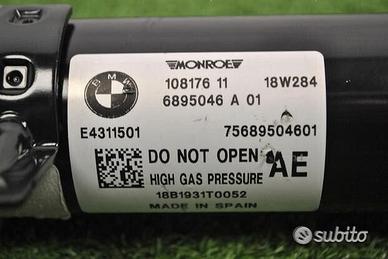 BMW
MONROE
108176 11 18W284
6895046 A 01
E4311501 75689504601
DO NOT OPEN AE
HIGH GAS PRESSURE
18B1931T0052
MADE IN SPAIN
subito